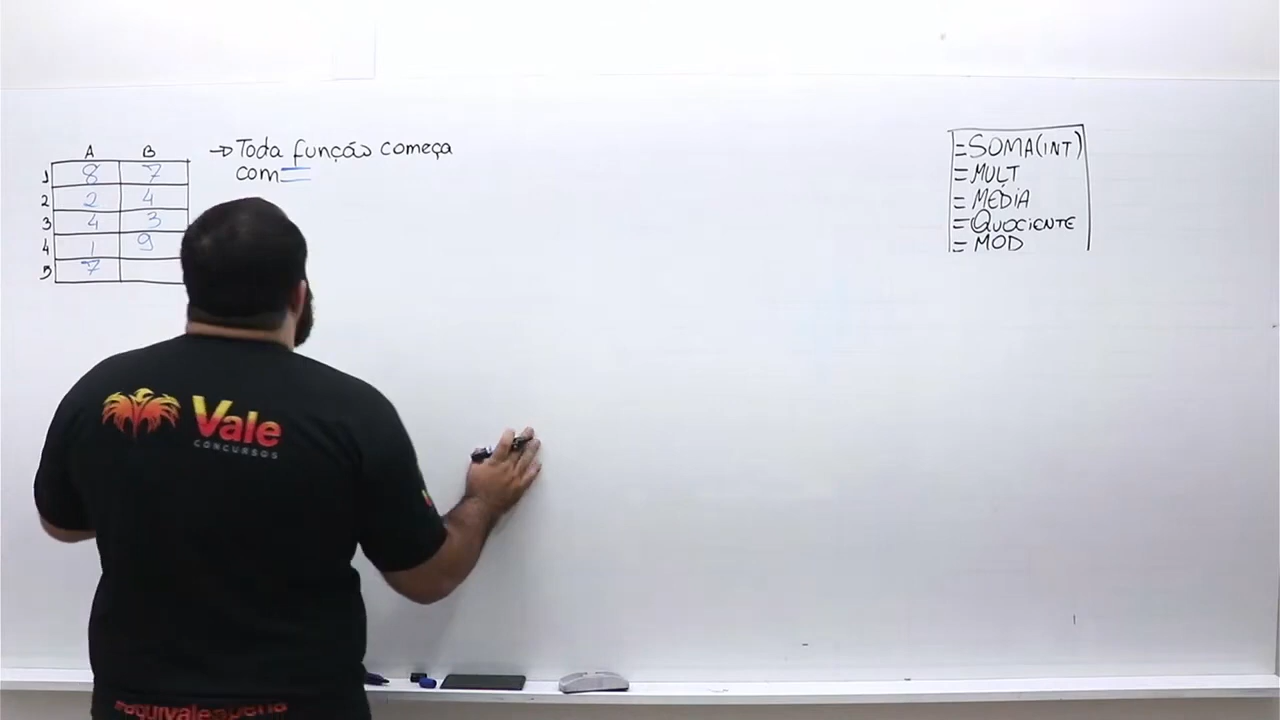 A B
1 8 7
2 2 4
3 4 3
4 1 9
5 7
→ Toda função começa
com =
=SOMA(INT)
= MULT
= MÉDIA
= QUOCIENTE
= MOD
Vale
CONCURSOS
#aquivaleapena